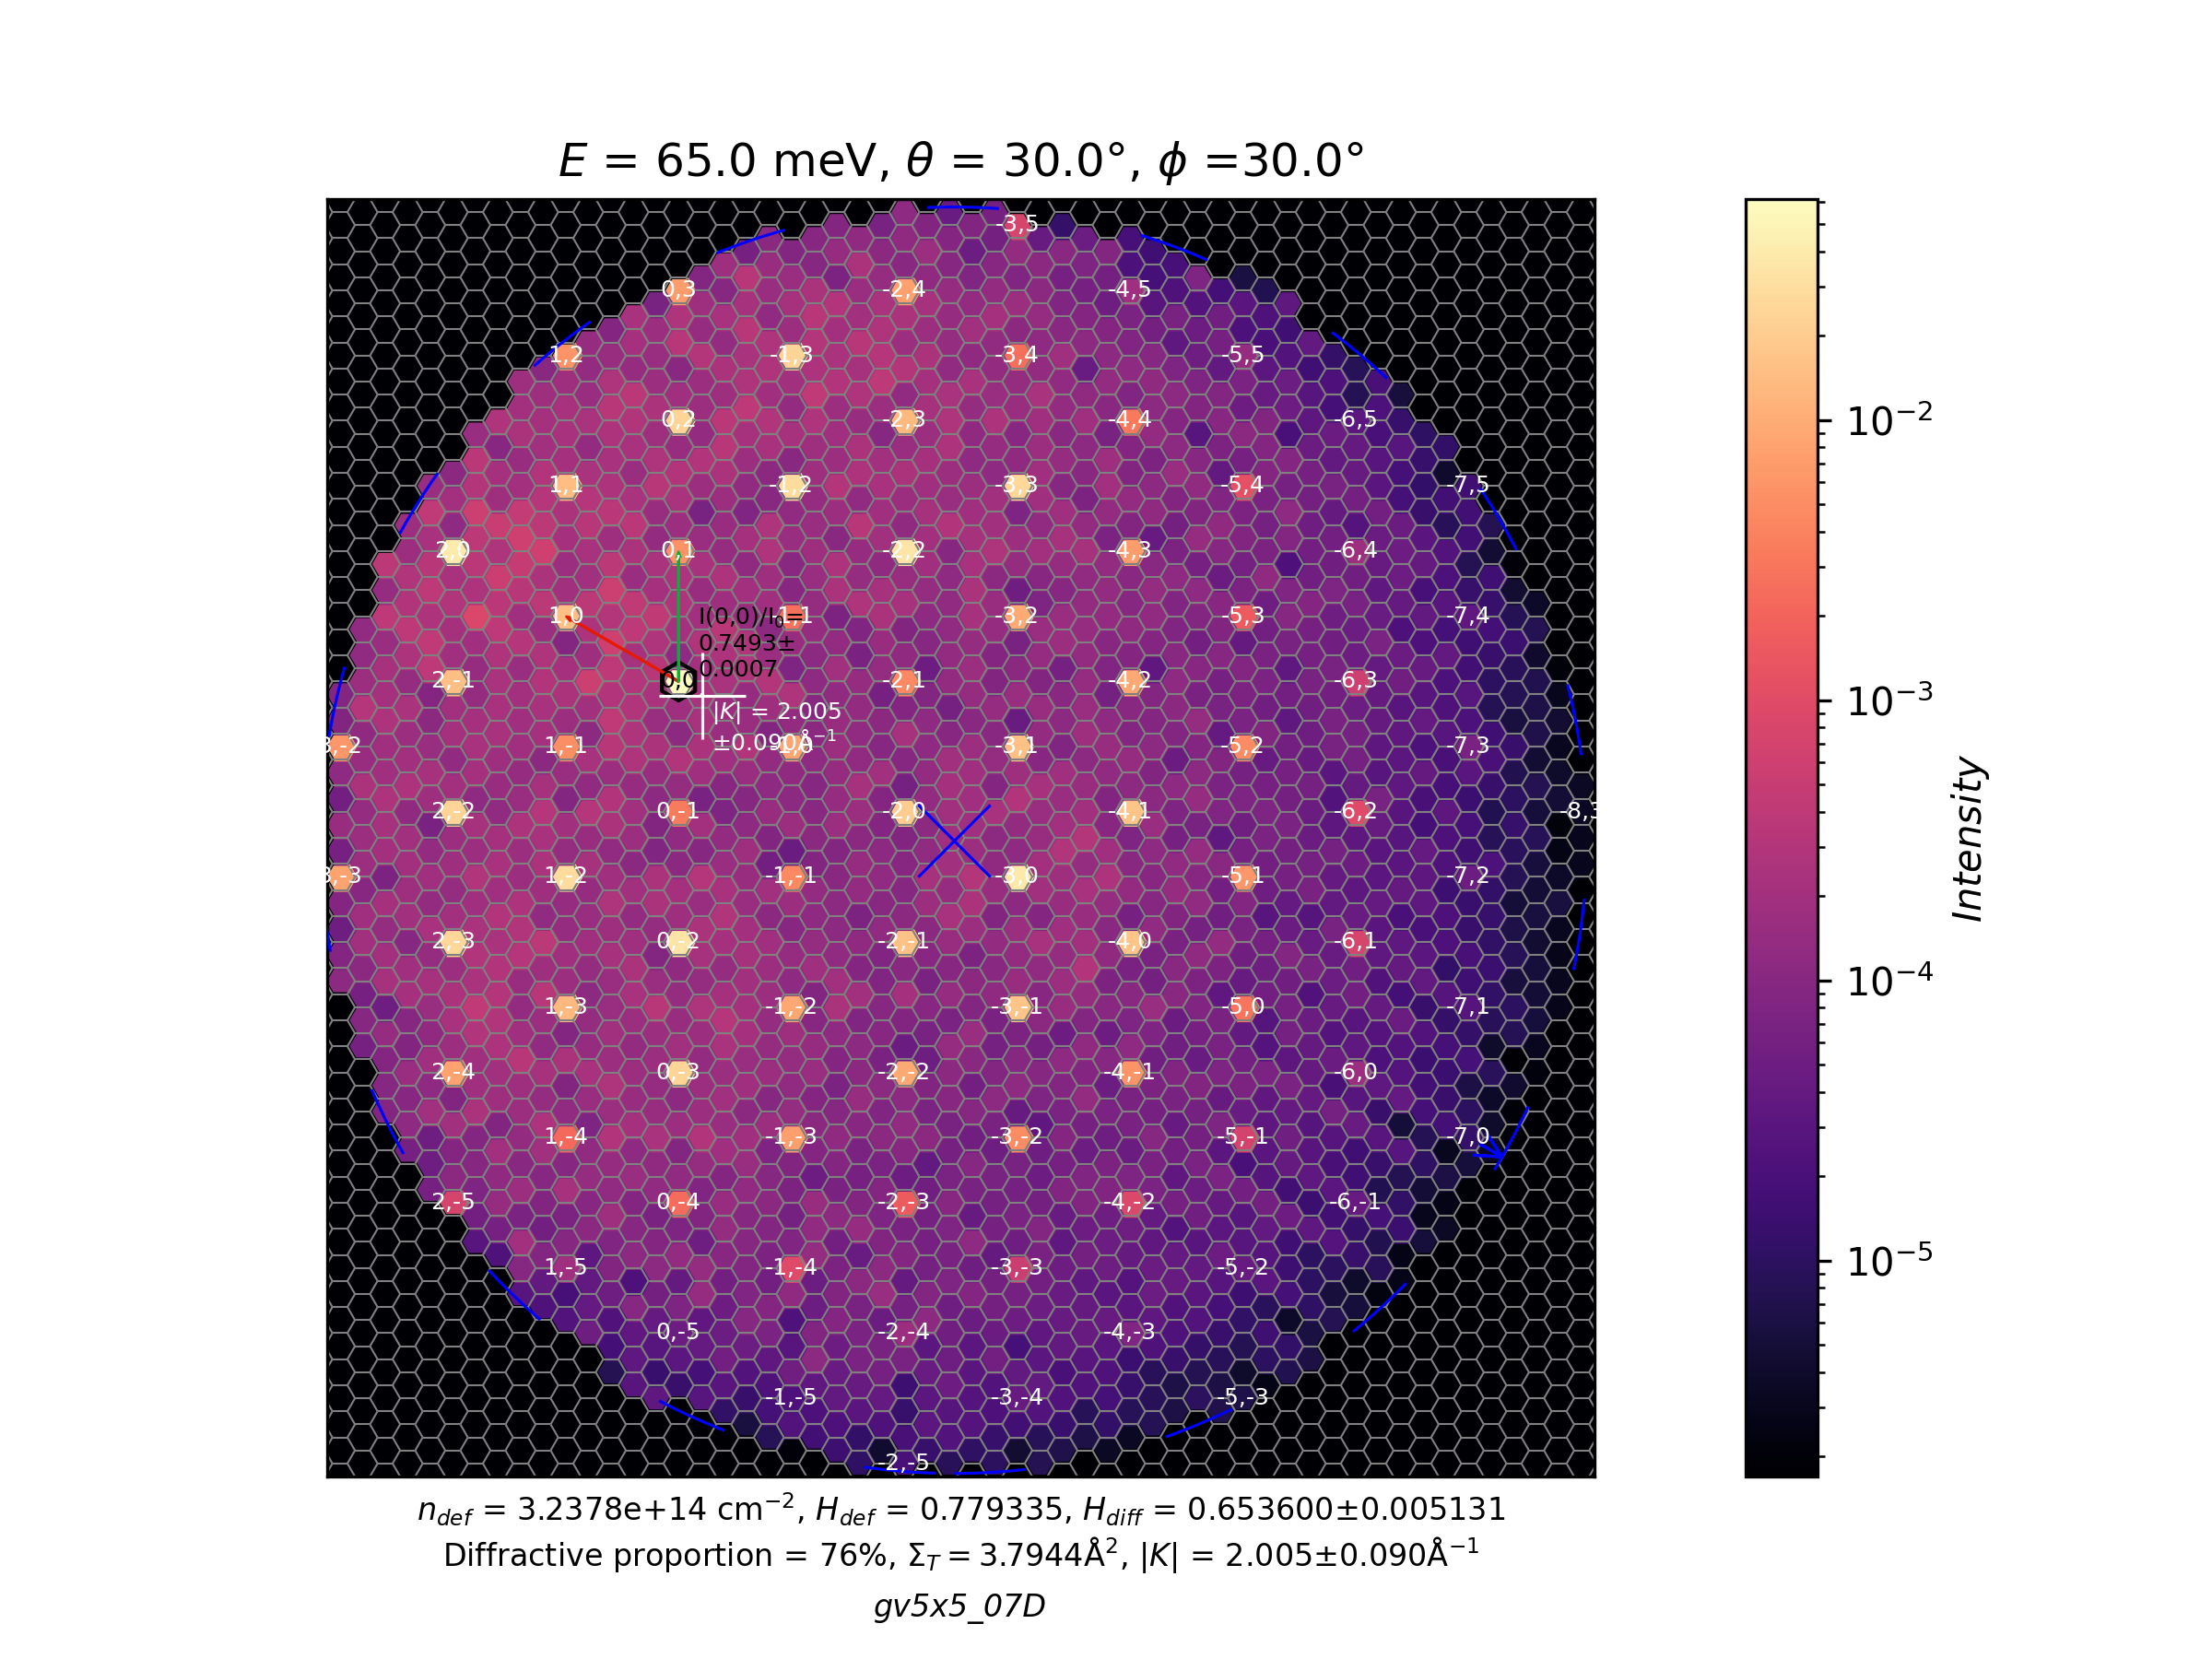 E = 65.0 meV, θ = 30.0°, ϕ =30.0°
-3,5
0,3 -2,4 -4,5
1,2 -1,3 -3,4 -5,5
0,2 -2,3 -4,4 -6,5
1,1 -1,2 -3,3 -5,4 -7,5
2,0 0,1 -2,2 -4,3 -6,4
1,0 -1,1 -3,2 -5,3 -7,4
I(0,0)/I₀=
0.7493±
0.0007
2,-1 0,0 -2,1 -4,2 -6,3
|K| = 2.005
±0.090Å⁻¹
3,-2 1,-1 -1,0 -3,1 -5,2 -7,3
2,-2 0,-1 -2,0 -4,1 -6,2 -8,3
3,-3 1,-2 -1,-1 -3,0 -5,1 -7,2
2,-3 0,-2 -2,-1 -4,0 -6,1
1,-3 -1,-2 -3,-1 -5,0 -7,1
2,-4 0,-3 -2,-2 -4,-1 -6,0
1,-4 -1,-3 -3,-2 -5,-1 -7,0
2,-5 0,-4 -2,-3 -4,-2 -6,-1
1,-5 -1,-4 -3,-3 -5,-2
0,-5 -2,-4 -4,-3
-1,-5 -3,-4 -5,-3
-2,-5
10⁻²
10⁻³
10⁻⁴
10⁻⁵
Intensity
n_def = 3.2378e+14 cm⁻², H_def = 0.779335, H_diff = 0.653600±0.005131
Diffractive proportion = 76%, Σ_T = 3.7944Å², |K| = 2.005±0.090Å⁻¹
gv5x5_07D